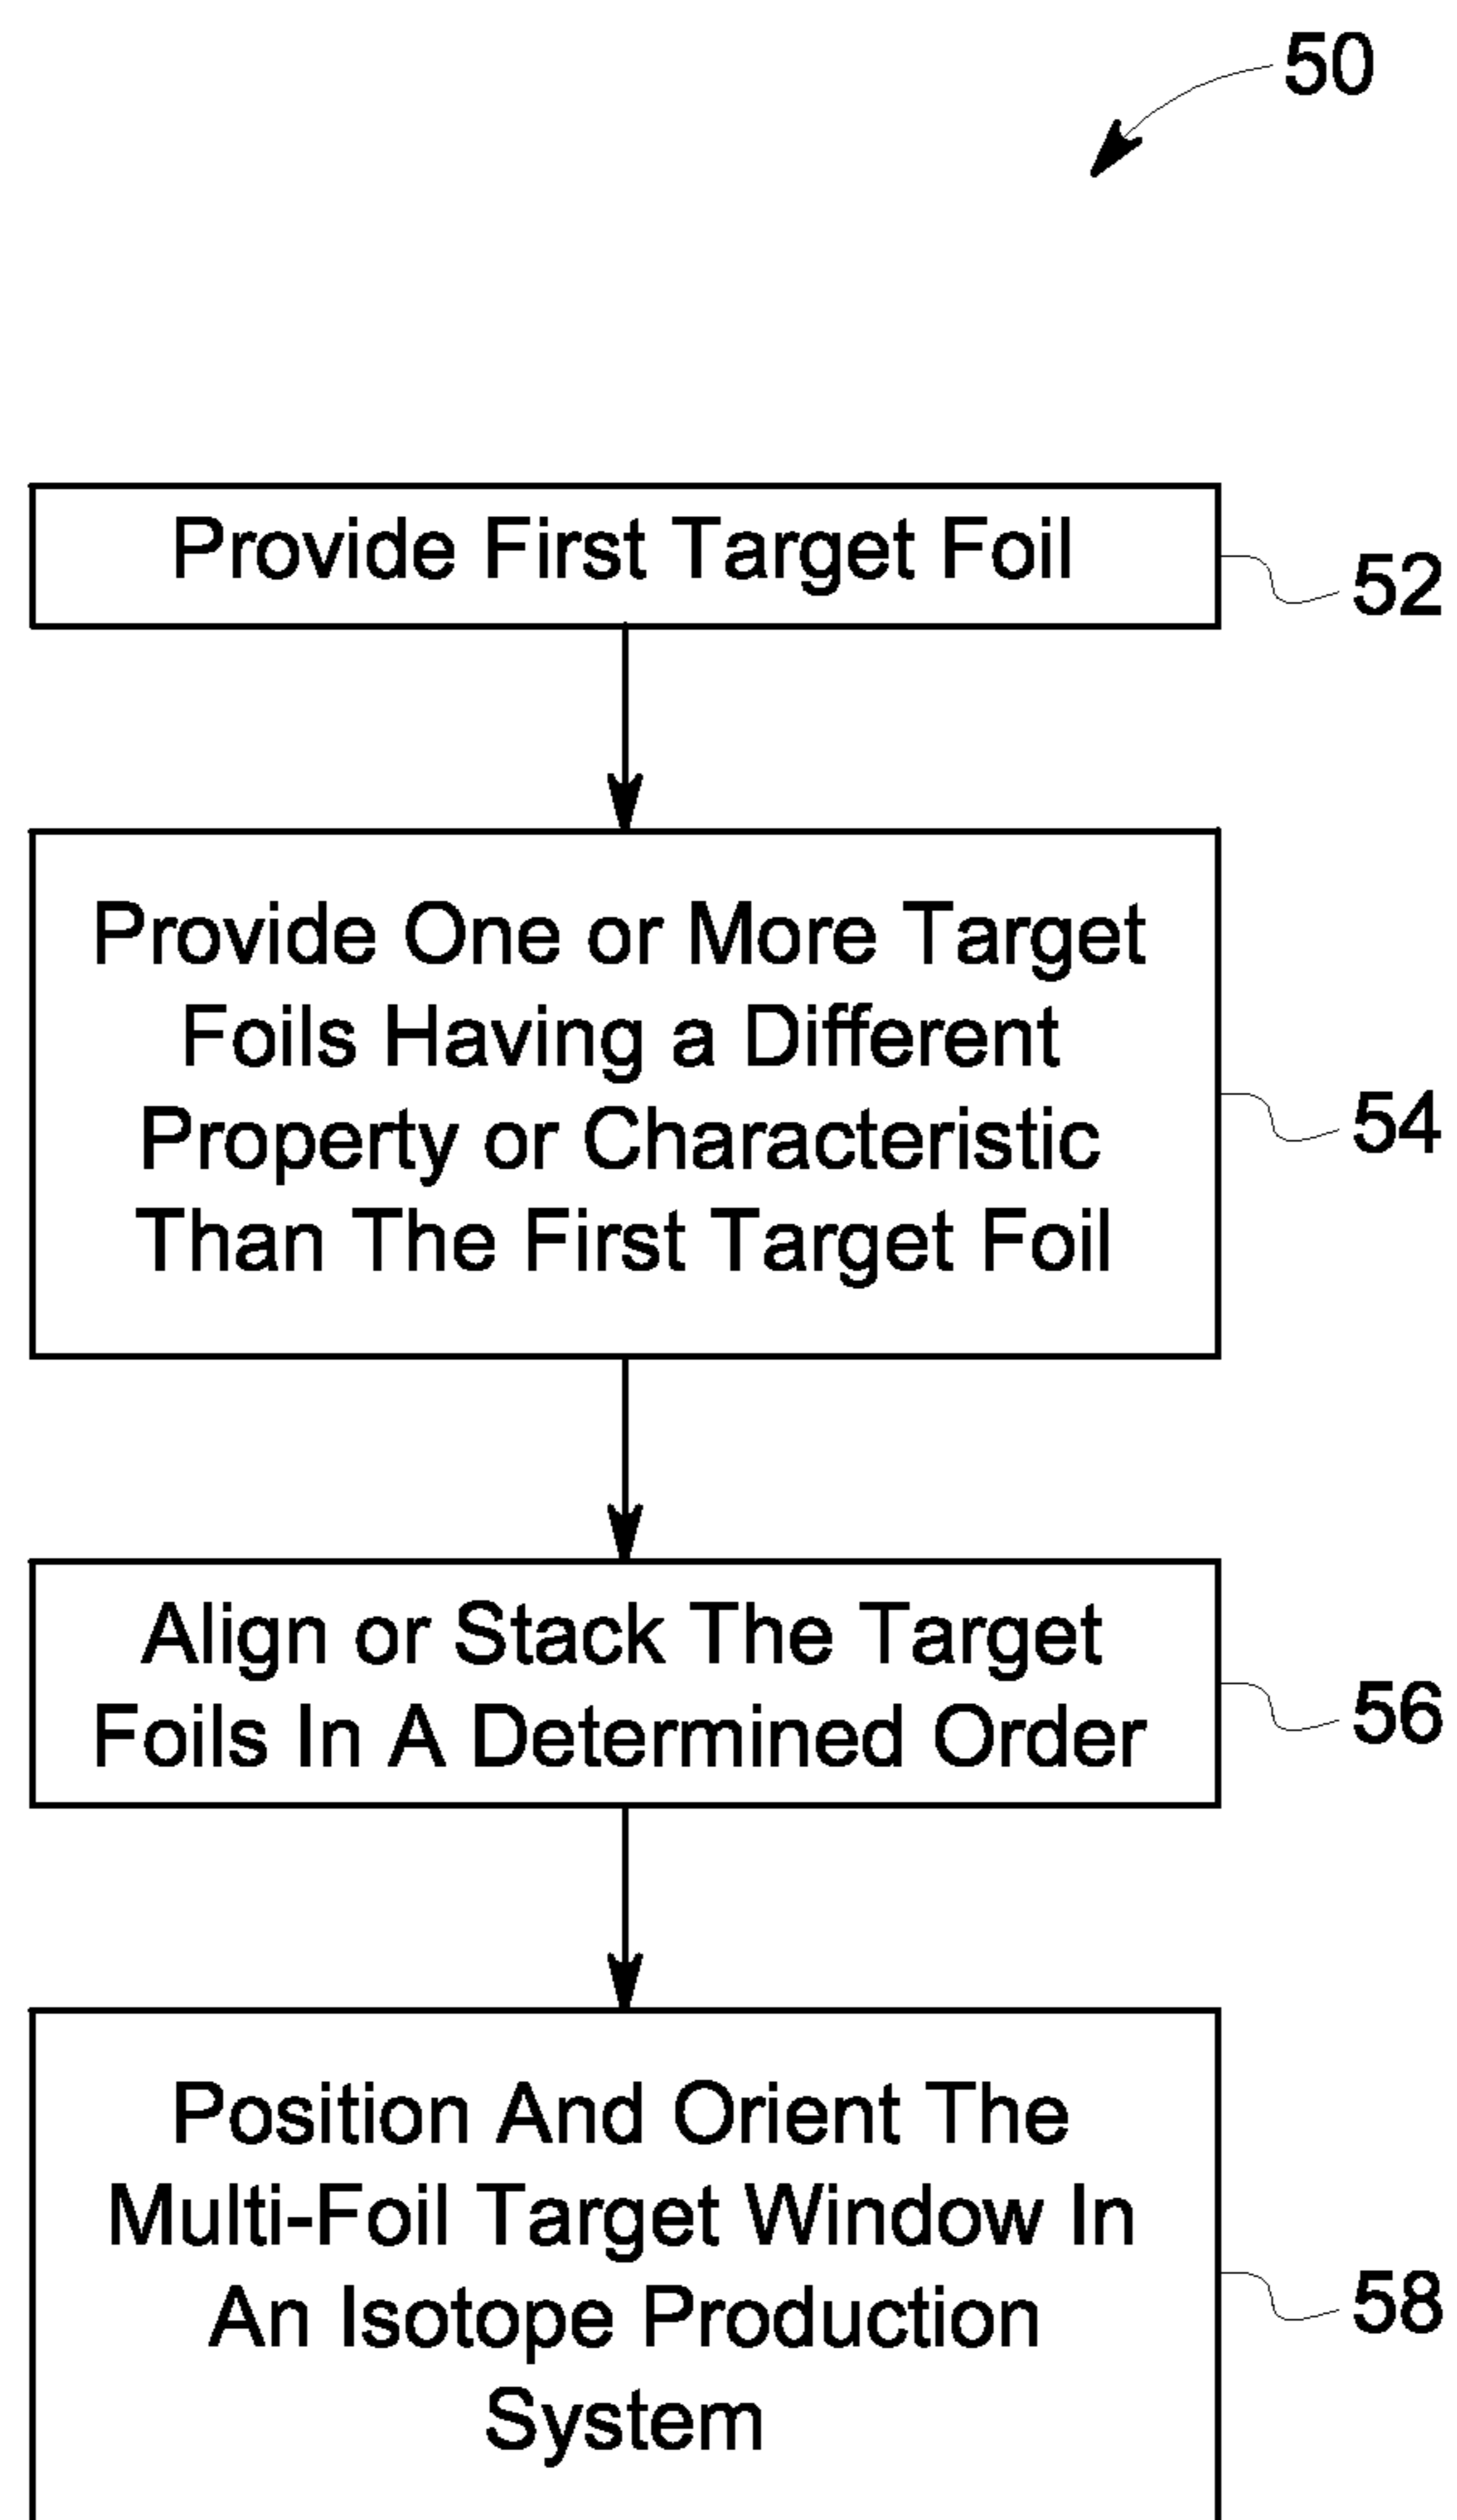 50
Provide First Target Foil
52
Provide One or More Target
Foils Having a Different
Property or Characteristic
Than The First Target Foil
54
Align or Stack The Target
Foils In A Determined Order
56
Position And Orient The
Multi-Foil Target Window In
An Isotope Production
System
58